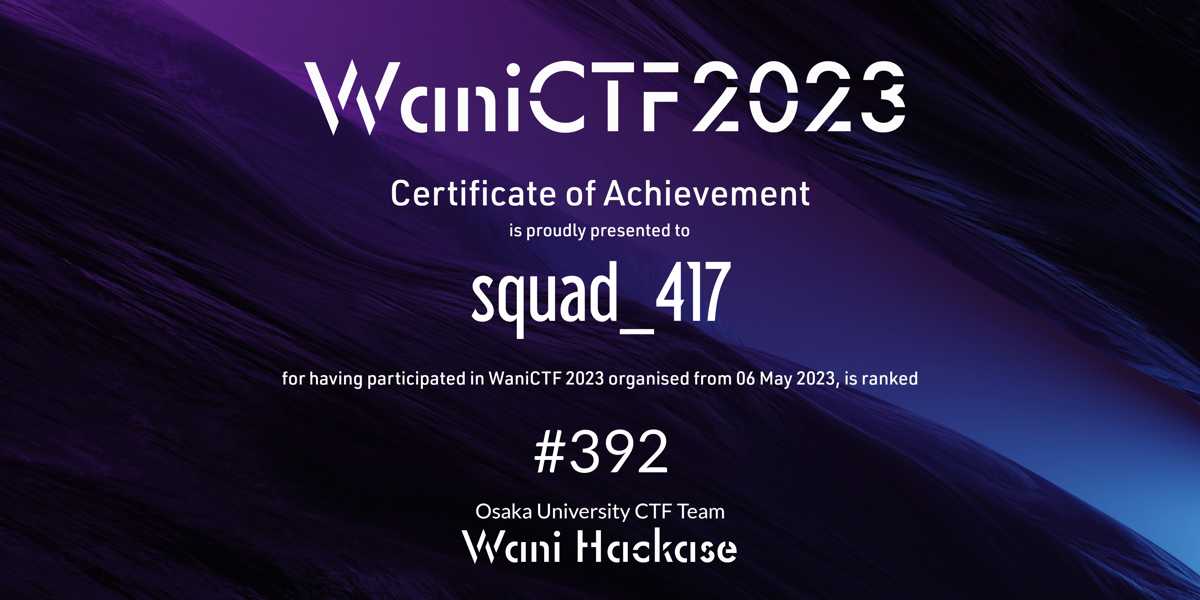 WaniCTF2023
Certificate of Achievement
is proudly presented to
squad_417
for having participated in WaniCTF 2023 organised from 06 May 2023, is ranked
#392
Osaka University CTF Team
Wani Hackase